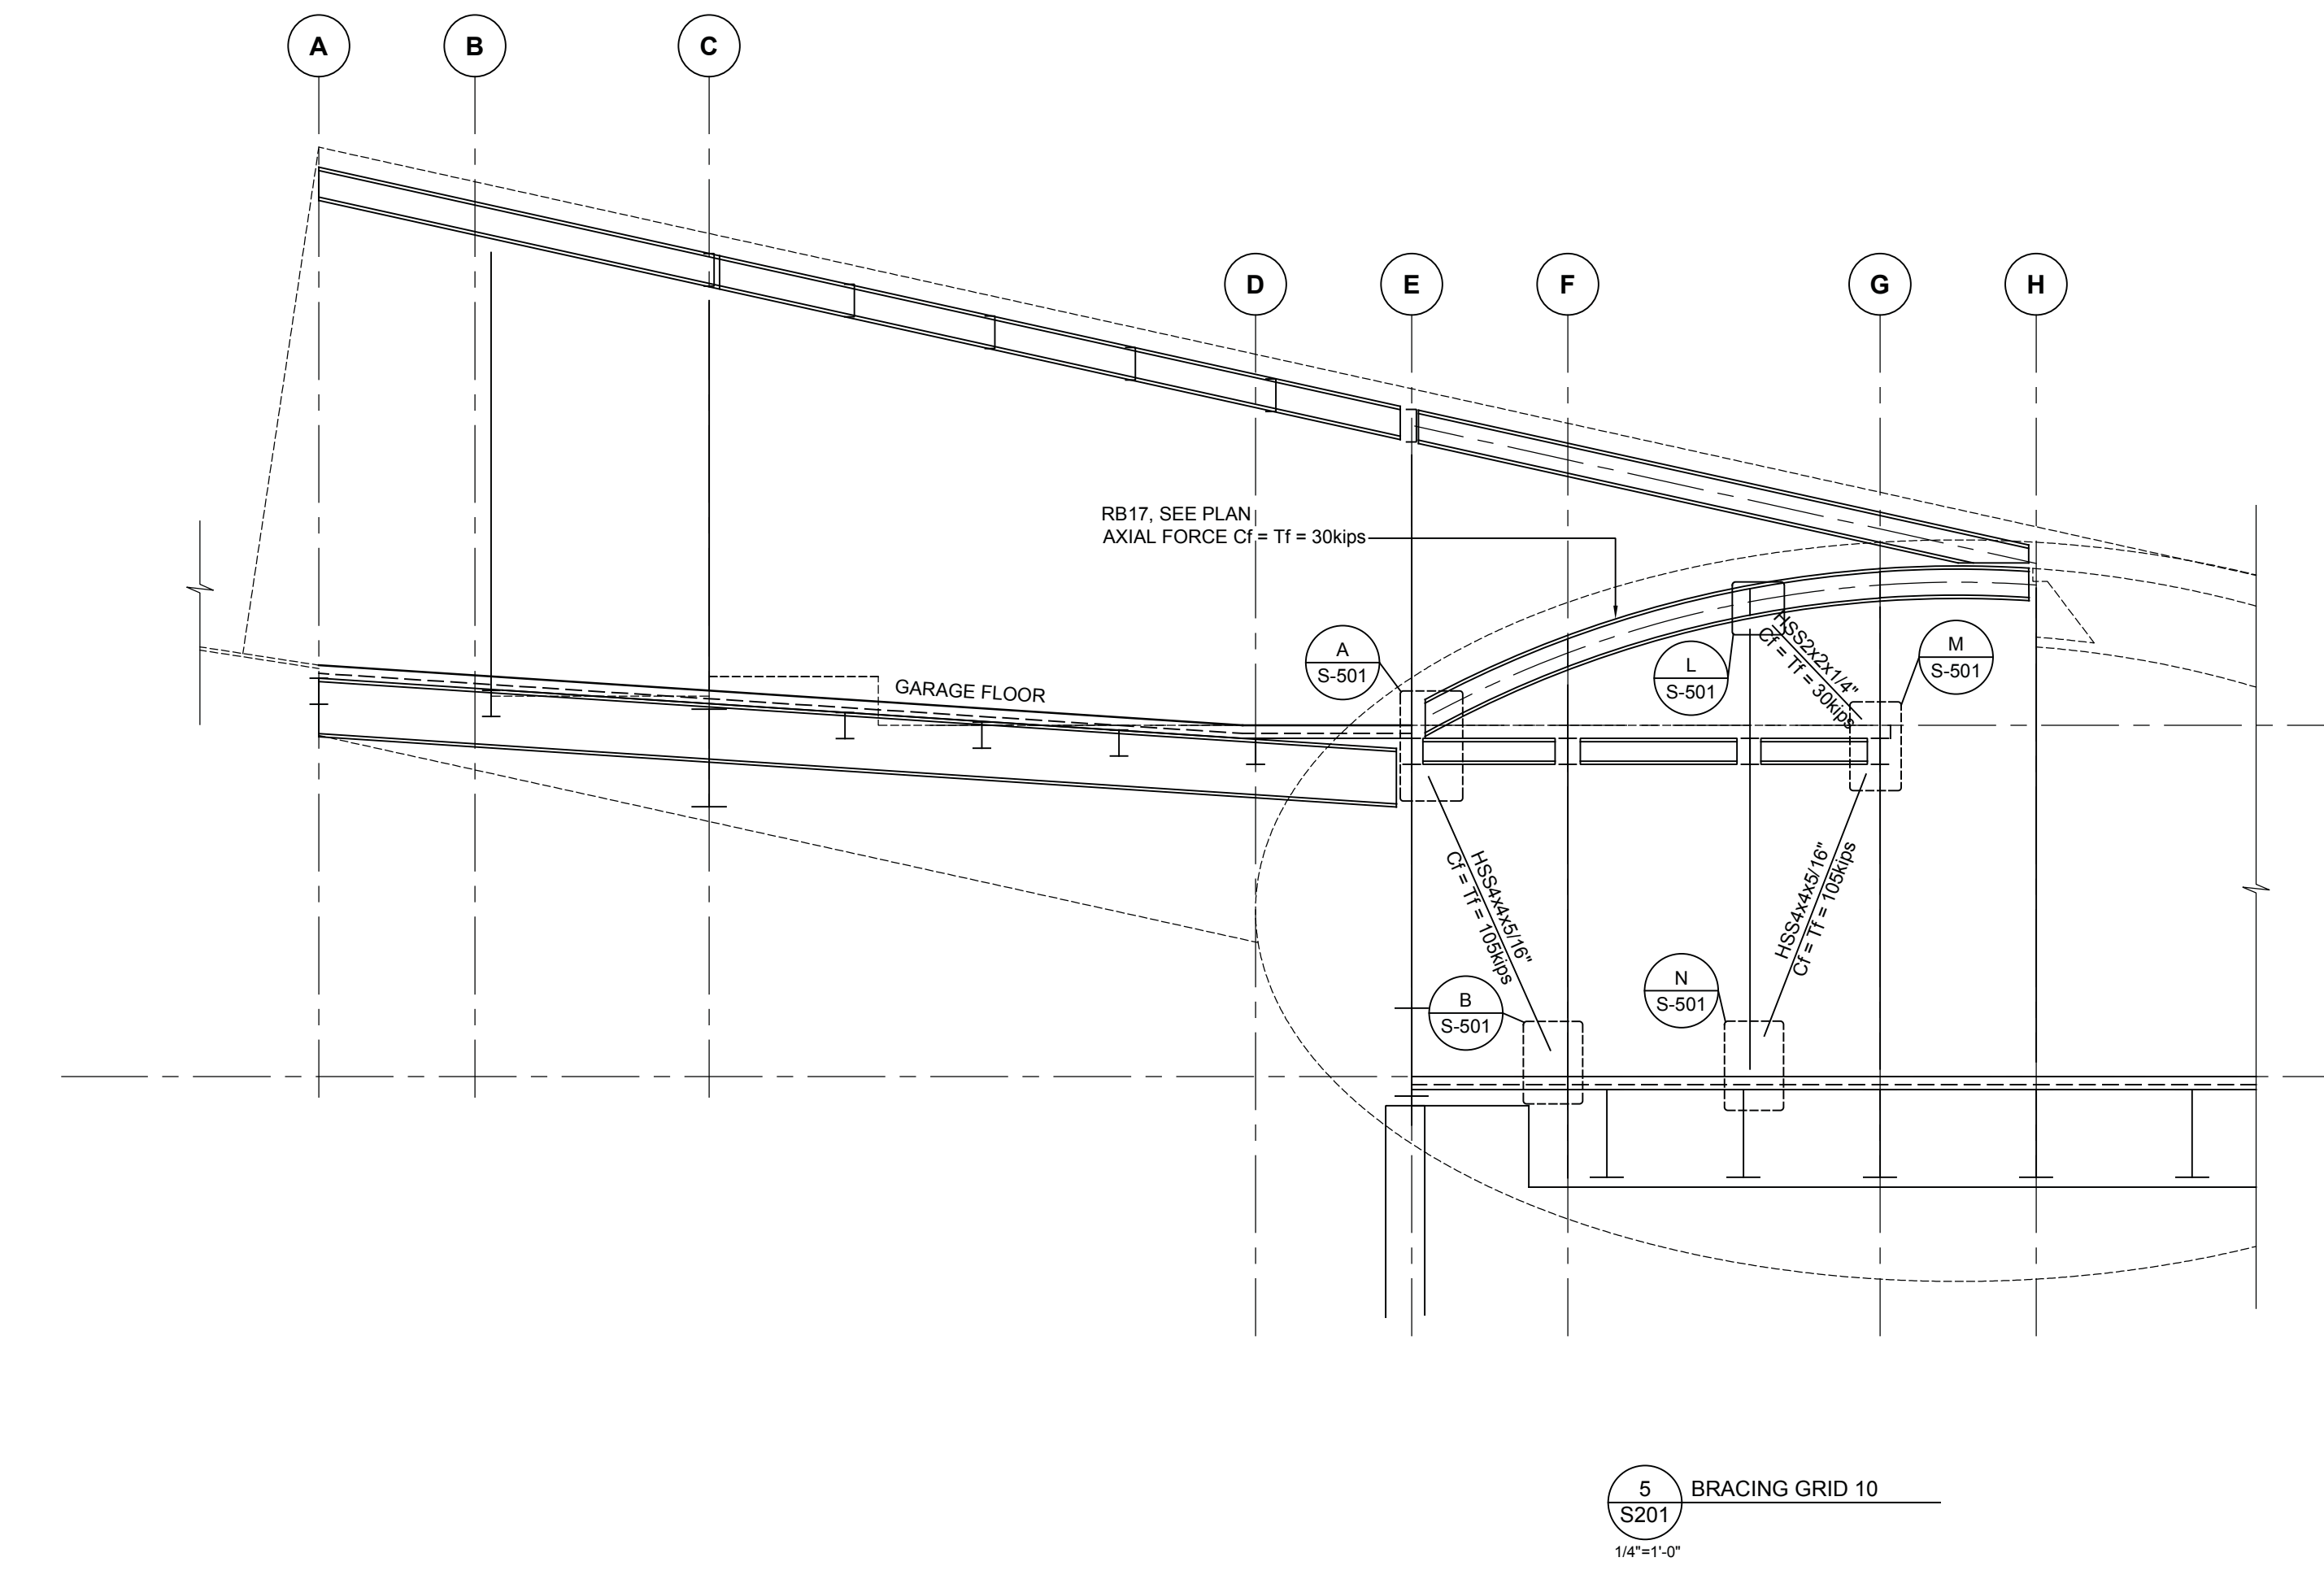 A
B
C
D
E
F
G
H
RB17, SEE PLAN
AXIAL FORCE Cf = Tf = 30kips
A
S-501
L
S-501
HSS2x2x1/4"
Cf = Tf = 30kips
M
S-501
GARAGE FLOOR
HSS4x4x5/16"
Cf = Tf = 105kips
HSS4x4x5/16"
Cf = Tf = 105kips
B
S-501
N
S-501
5
S201
BRACING GRID 10
1/4"=1'-0"